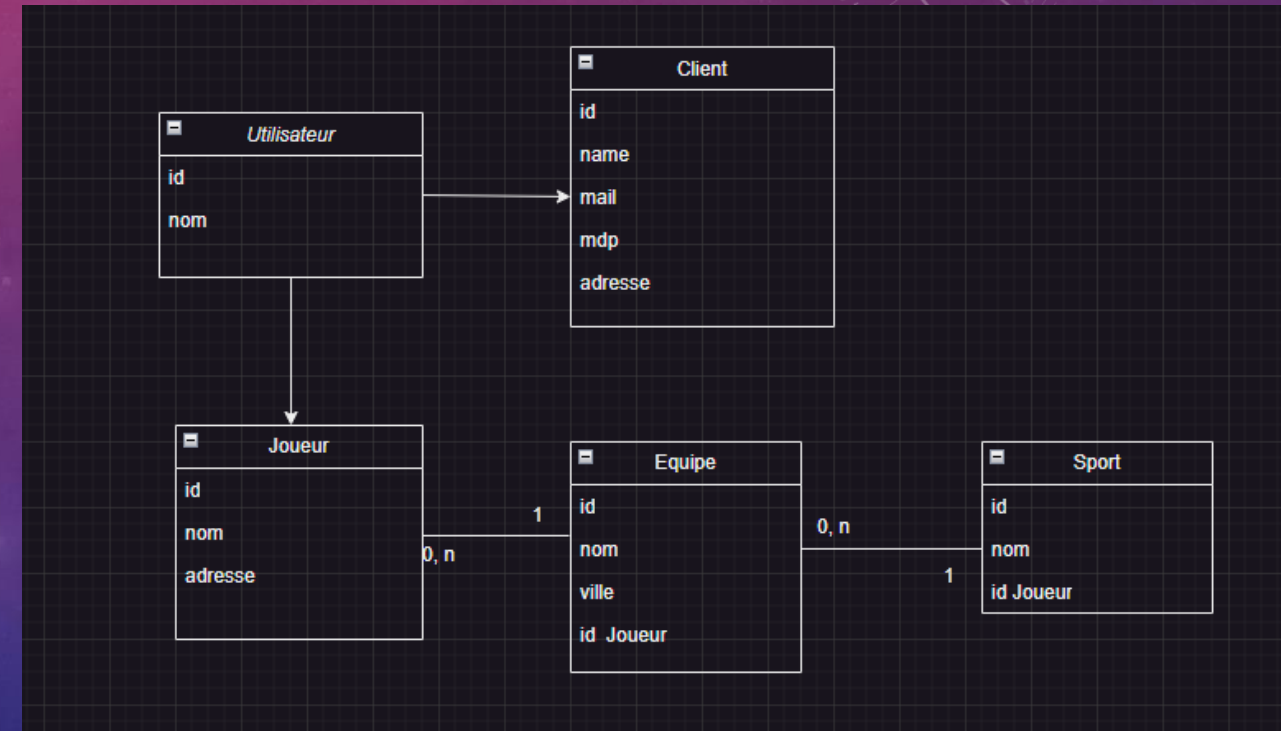 Client
id
name
mail
mdp
adresse
Utilisateur
id
nom
Joueur
id
nom
adresse
1
0, n
Equipe
id
nom
ville
id Joueur
0, n
1
Sport
id
nom
id Joueur